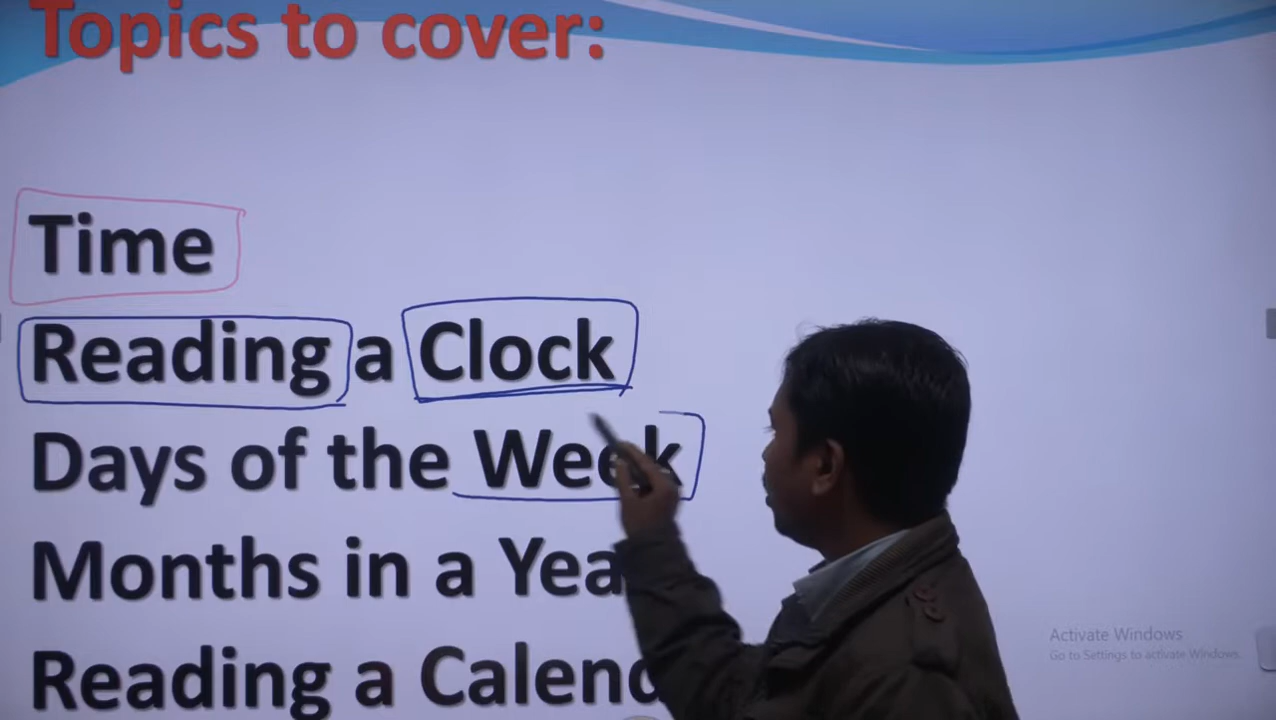 Topics to cover:
Time
Reading a Clock
Days of the Week
Months in a Yea
Reading a Calend
Activate Windows
Go to Settings to activate Windows.